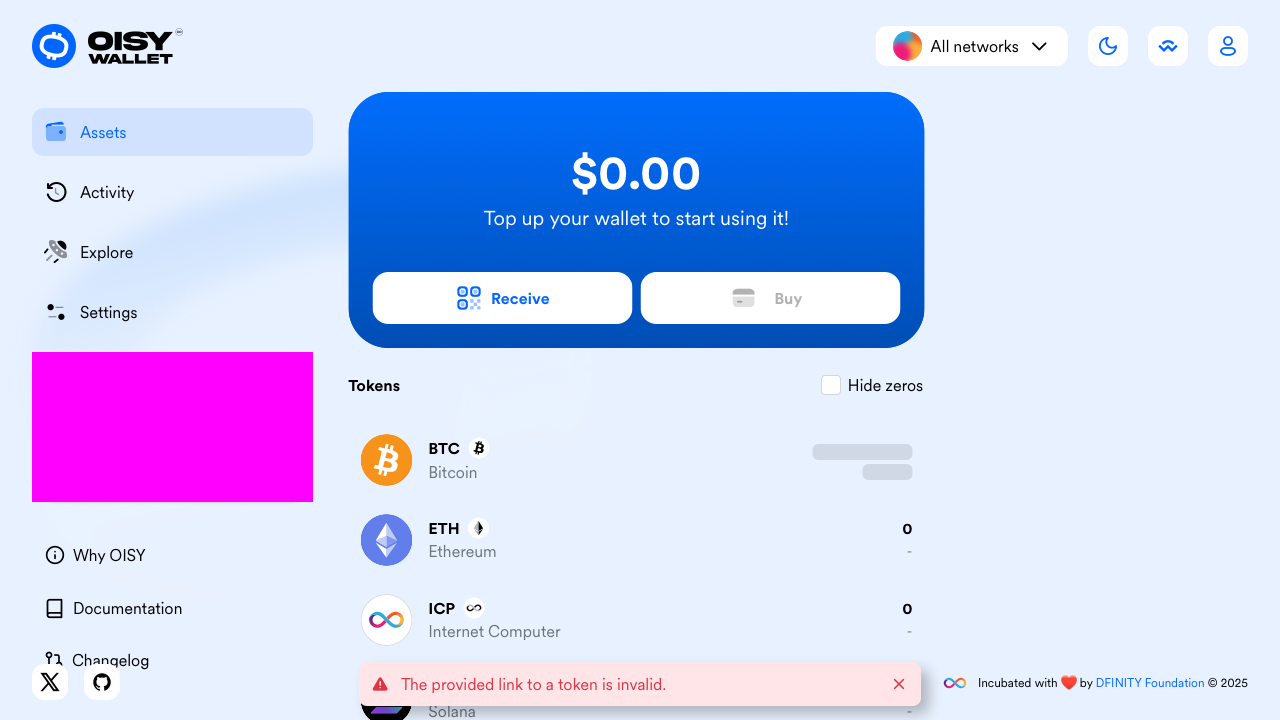 OISY
WALLET
All networks
Assets
Activity
Explore
Settings
Why OISY
Documentation
Changelog
$0.00
Top up your wallet to start using it!
Receive
Buy
Tokens
Hide zeros
BTC
Bitcoin
ETH
Ethereum
0
-
ICP
Internet Computer
0
-
Solana
-
The provided link to a token is invalid.
Incubated with ❤️ by DFINITY Foundation © 2025